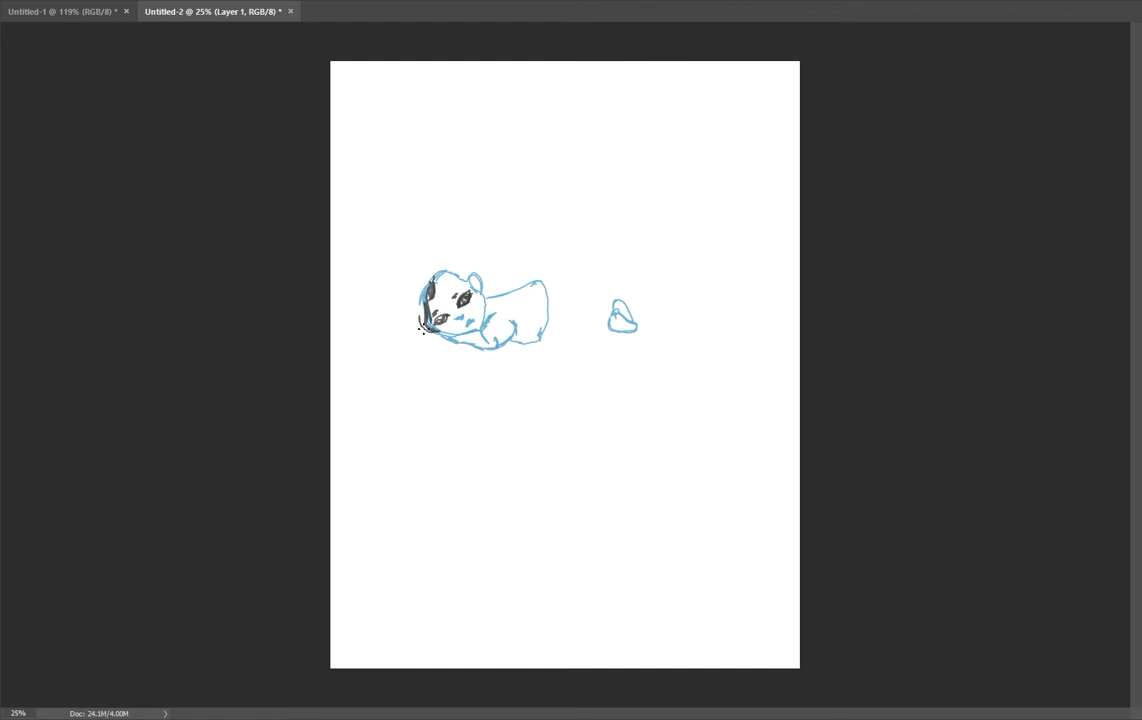 Untitled-1 @ 119% (RGB/8) * ×
Untitled-2 @ 25% (Layer 1, RGB/8) * ×
25% Doc: 24.1M/4.00M